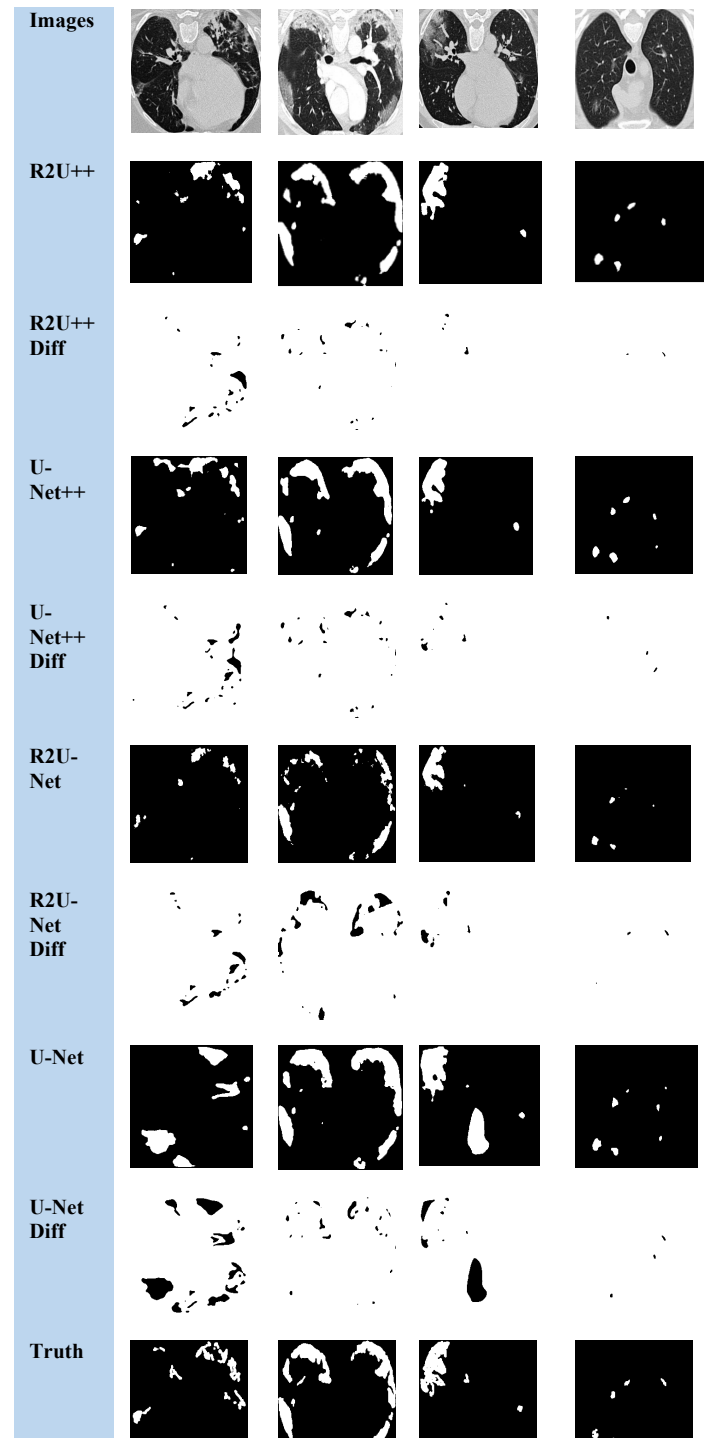 Images
R2U++
R2U++
Diff
U-
Net++
U-
Net++
Diff
R2U-
Net
R2U-
Net
Diff
U-Net
U-Net
Diff
Truth